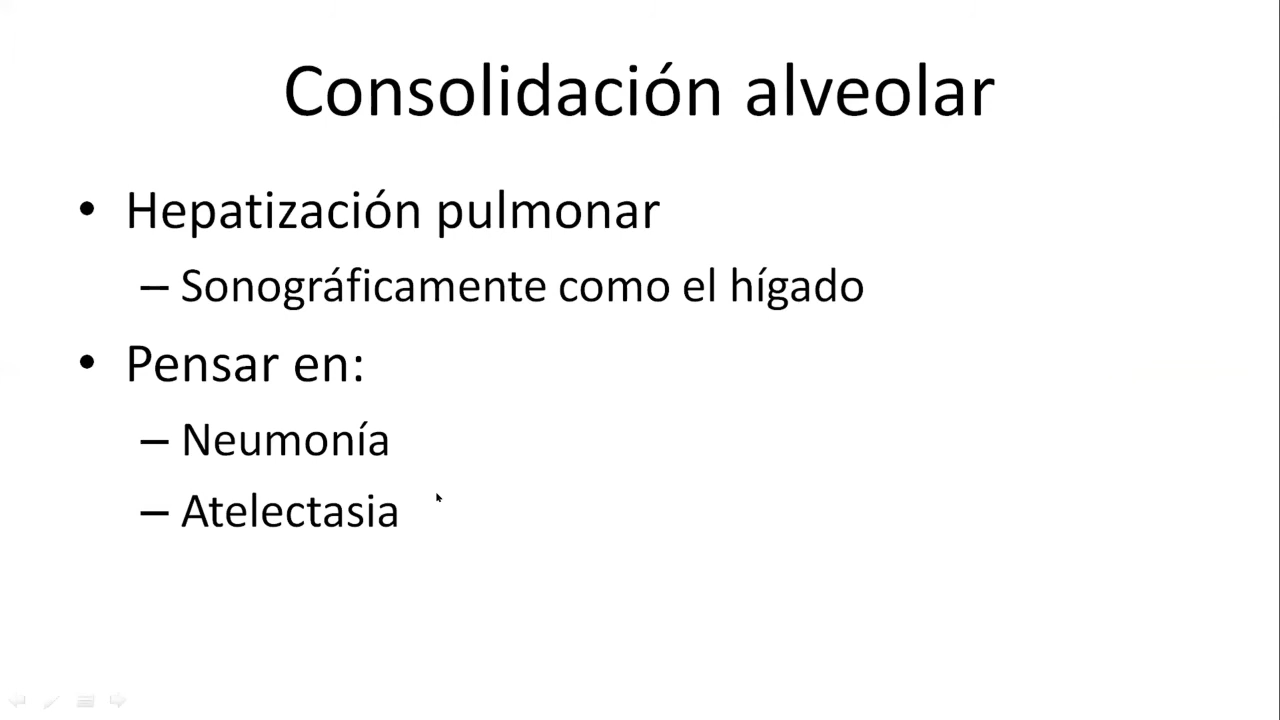 Consolidación alveolar
• Hepatización pulmonar
– Sonográficamente como el hígado
• Pensar en:
– Neumonía
– Atelectasia